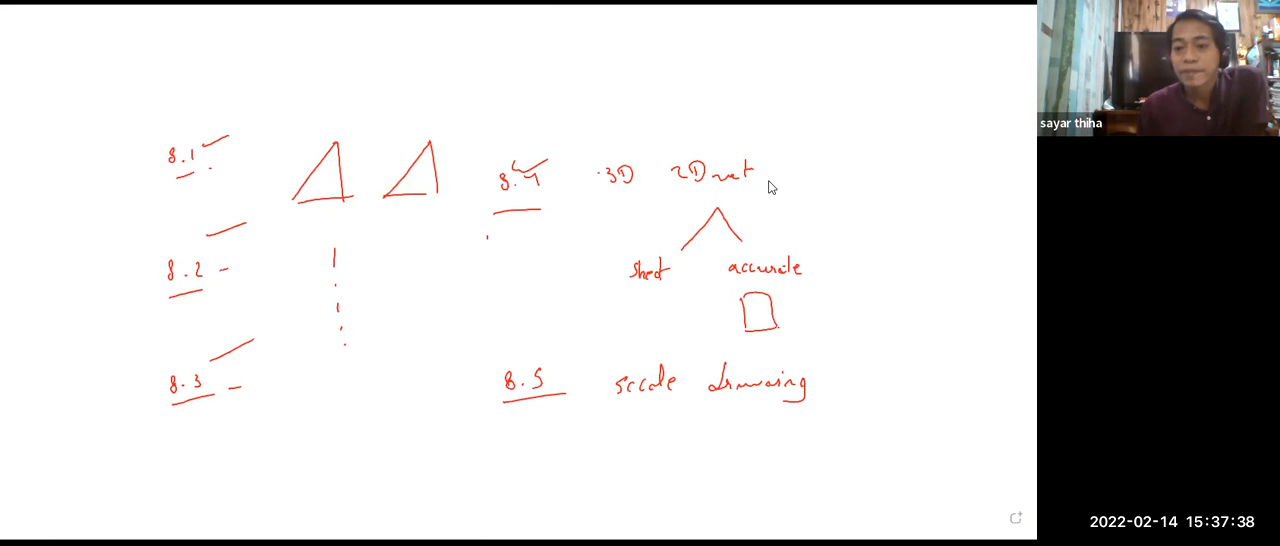 8.1
8.4 3D 2D net
8.2 -
sket accurate
8.3 -
8.5 scale drawing
sayar thiha
2022-02-14 15:37:38